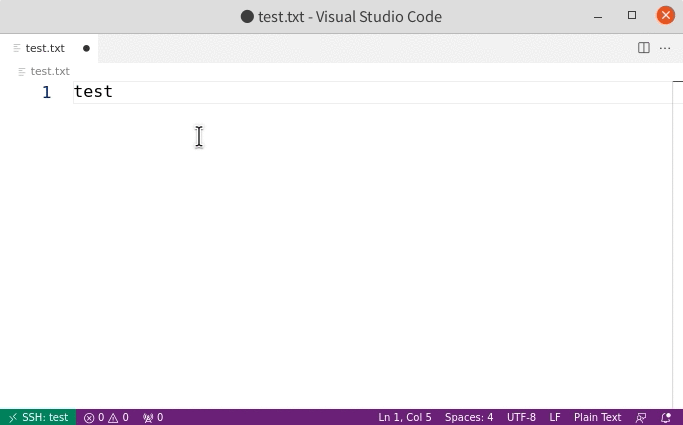 ● test.txt - Visual Studio Code
test.txt ●
test.txt
1 test
SSH: test 0 0 0 Ln 1, Col 5 Spaces: 4 UTF-8 LF Plain Text